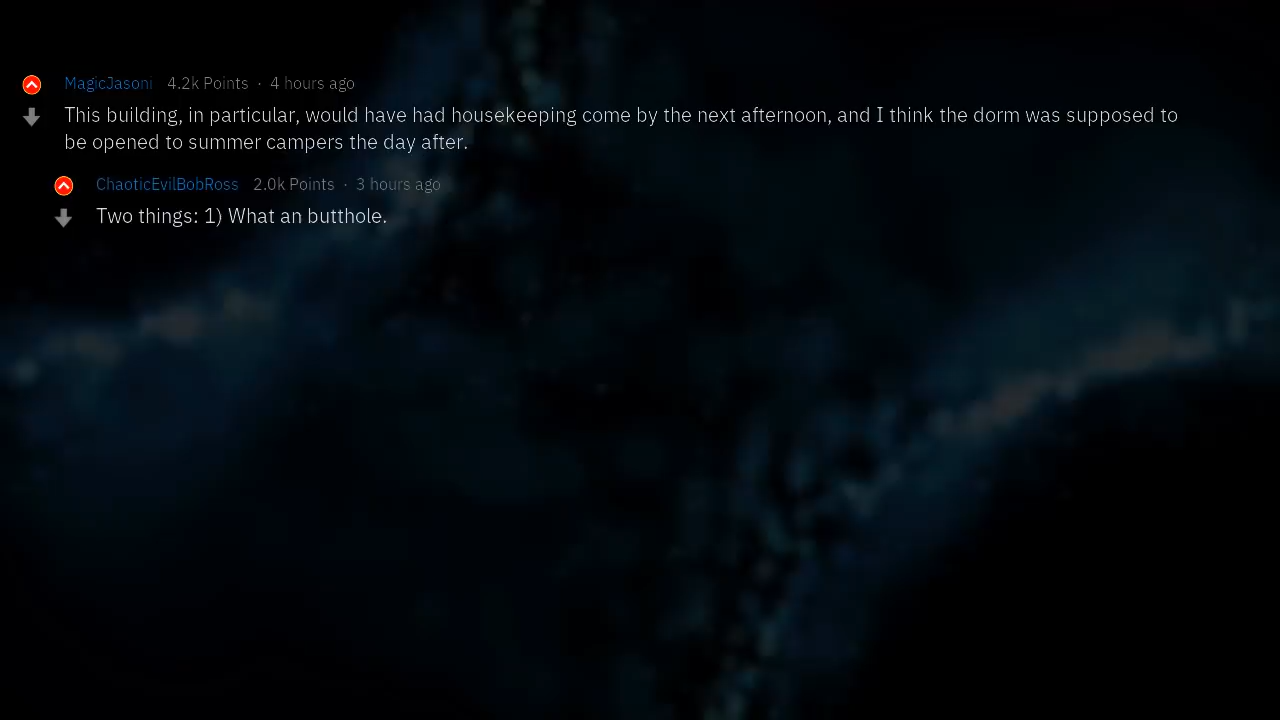 MagicJasoni 4.2k Points · 4 hours ago
This building, in particular, would have had housekeeping come by the next afternoon, and I think the dorm was supposed to
be opened to summer campers the day after.
ChaoticEvilBobRoss 2.0k Points · 3 hours ago
Two things: 1) What an butthole.